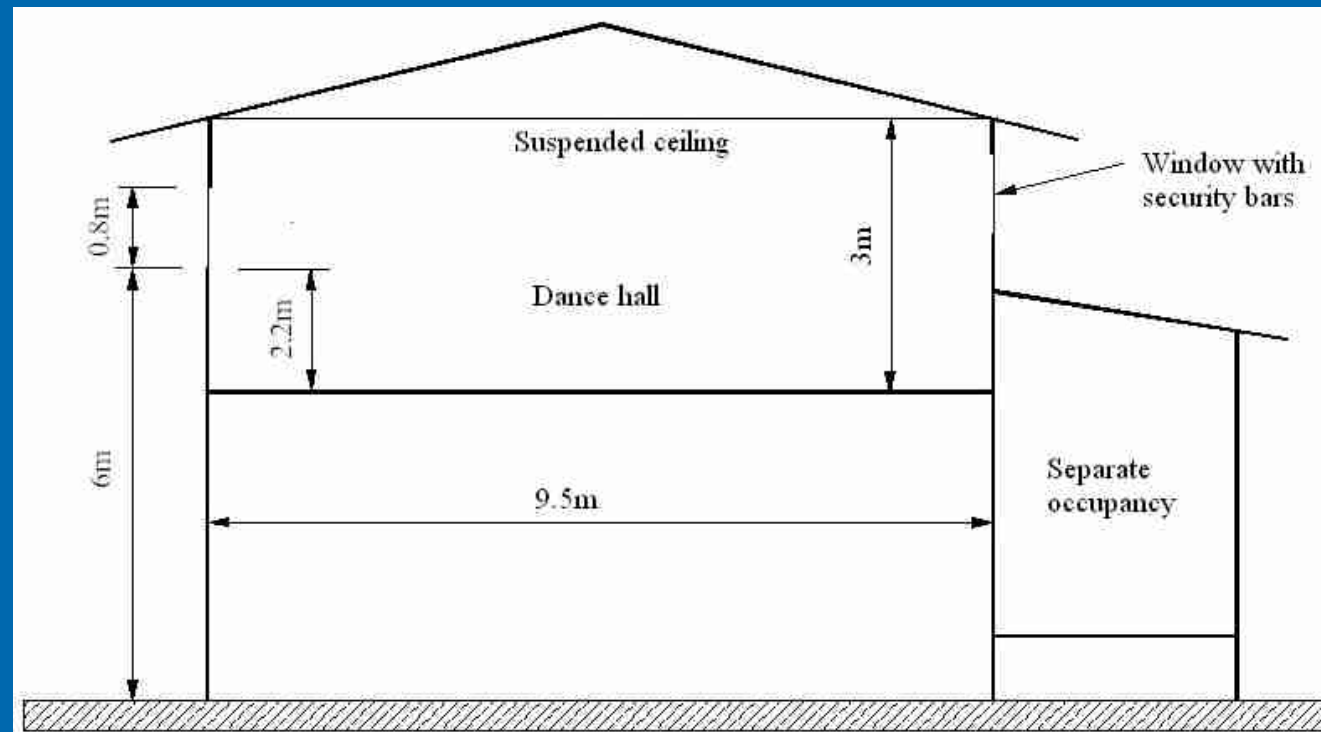 Suspended ceiling
Window with
security bars
0.8m
3m
Dance hall
2.2m
6m
9.5m
Separate
occupancy